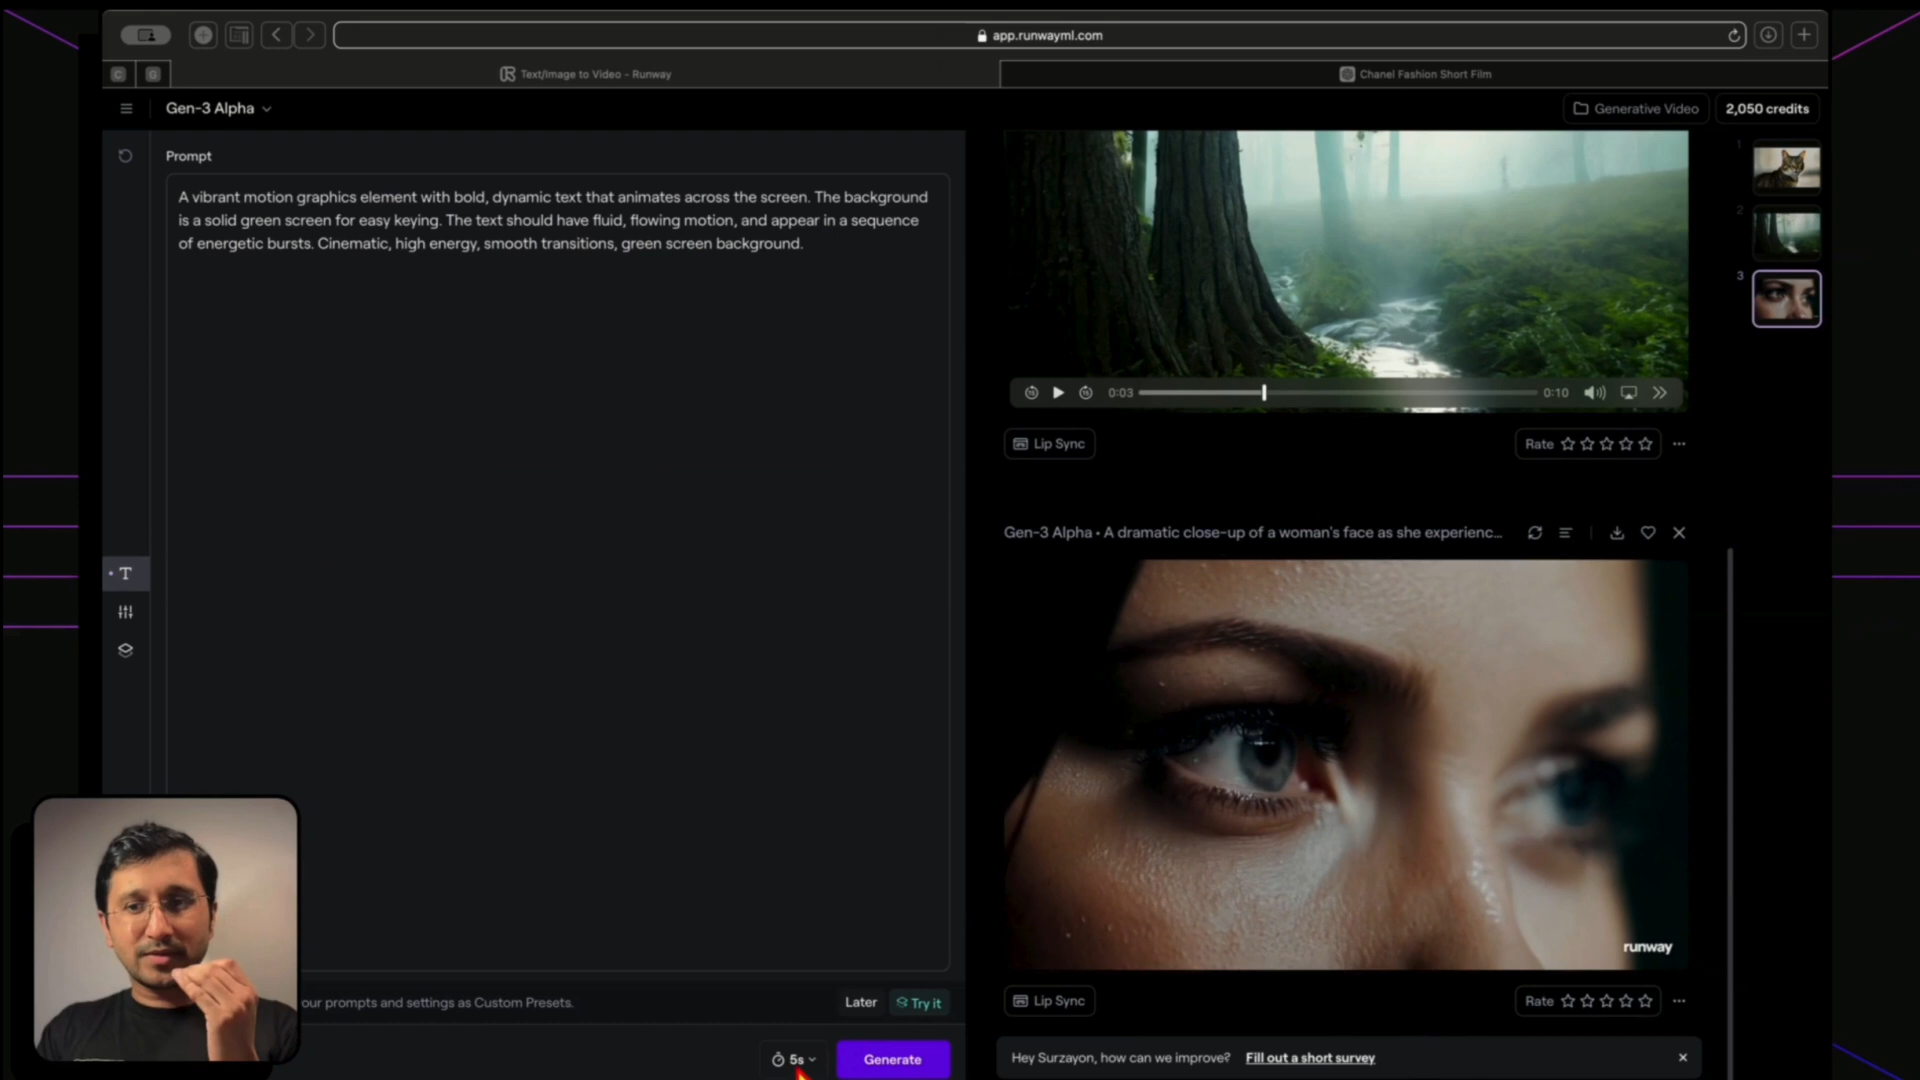 app.runwayml.com
C
G
Text/Image to Video - Runway
Chanel Fashion Short Film
Gen-3 Alpha
Generative Video
2,050 credits
Prompt
A vibrant motion graphics element with bold, dynamic text that animates across the screen. The background
is a solid green screen for easy keying. The text should have fluid, flowing motion, and appear in a sequence
of energetic bursts. Cinematic, high energy, smooth transitions, green screen background.
1
2
3
0:03
0:10
Lip Sync
Rate
Gen-3 Alpha • A dramatic close-up of a woman's face as she experienc...
T
runway
our prompts and settings as Custom Presets.
Later
Try it
Lip Sync
Rate
5s
Generate
Hey Surzayon, how can we improve? Fill out a short survey